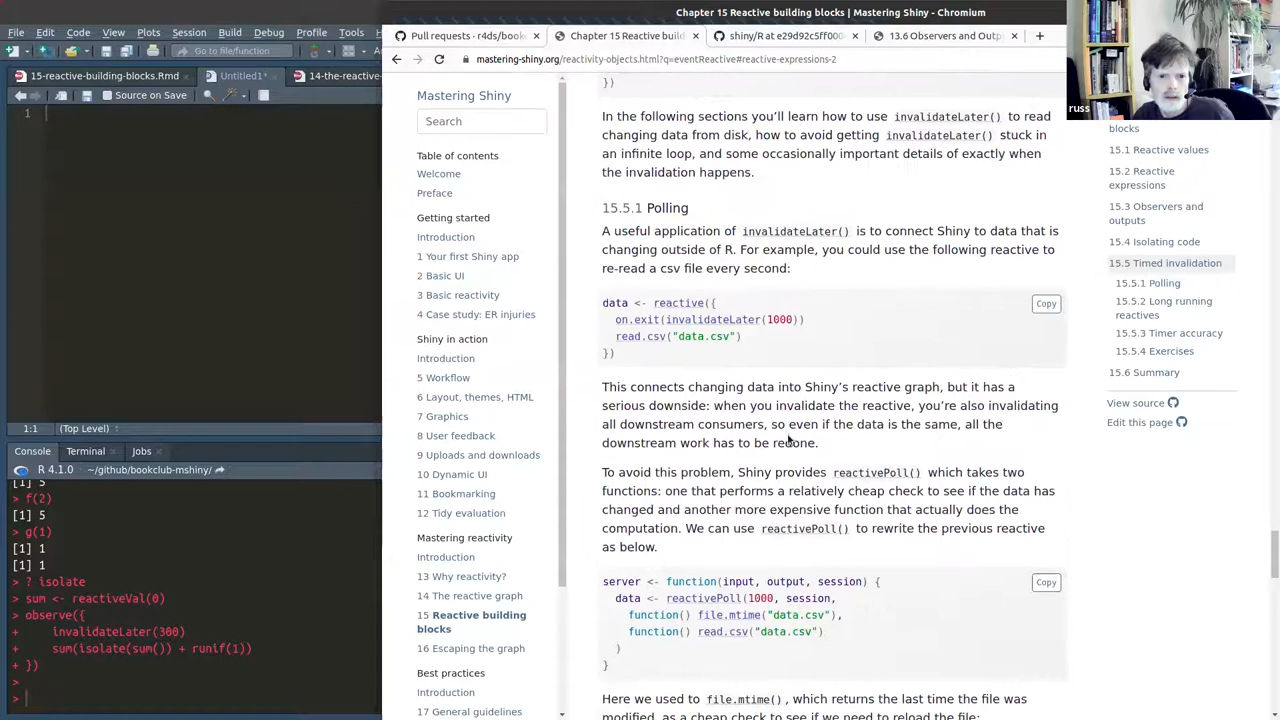 Chapter 15 Reactive building blocks | Mastering Shiny - Chromium
File Edit Code View Plots Session Build Debug Profile Tools
Go to file/function
15-reactive-building-blocks.Rmd
Untitled1*
14-the-reactive
Source on Save
1
1:1 (Top Level)
Console Terminal Jobs
R 4.1.0 · ~/github/bookclub-mshiny/
[1] 5
> f(2)
[1] 5
> g(1)
[1] 1
[1] 1
> ? isolate
> sum <- reactiveVal(0)
> observe({
+ invalidateLater(300)
+ sum(isolate(sum()) + runif(1))
+ })
>
>
Pull requests · r4ds/book
Chapter 15 Reactive buil
shiny/R at e29d92c5ff000
13.6 Observers and Outp
mastering-shiny.org/reactivity-objects.html?q=eventReactive#reactive-expressions-2
Mastering Shiny
Search
Table of contents
Welcome
Preface
Getting started
Introduction
1 Your first Shiny app
2 Basic UI
3 Basic reactivity
4 Case study: ER injuries
Shiny in action
Introduction
5 Workflow
6 Layout, themes, HTML
7 Graphics
8 User feedback
9 Uploads and downloads
10 Dynamic UI
11 Bookmarking
12 Tidy evaluation
Mastering reactivity
Introduction
13 Why reactivity?
14 The reactive graph
15 Reactive building
blocks
16 Escaping the graph
Best practices
Introduction
17 General guidelines
})
In the following sections you'll learn how to use invalidateLater() to read
changing data from disk, how to avoid getting invalidateLater() stuck in
an infinite loop, and some occasionally important details of exactly when
the invalidation happens.
15.5.1 Polling
A useful application of invalidateLater() is to connect Shiny to data that is
changing outside of R. For example, you could use the following reactive to
re-read a csv file every second:
data <- reactive({
on.exit(invalidateLater(1000))
read.csv("data.csv")
})
Copy
This connects changing data into Shiny's reactive graph, but it has a
serious downside: when you invalidate the reactive, you're also invalidating
all downstream consumers, so even if the data is the same, all the
downstream work has to be redone.
To avoid this problem, Shiny provides reactivePoll() which takes two
functions: one that performs a relatively cheap check to see if the data has
changed and another more expensive function that actually does the
computation. We can use reactivePoll() to rewrite the previous reactive
as below.
server <- function(input, output, session) {
data <- reactivePoll(1000, session,
function() file.mtime("data.csv"),
function() read.csv("data.csv")
)
}
Copy
Here we used to file.mtime(), which returns the last time the file was
modified, as a cheap check to see if we need to reload the file:
russ
blocks
15.1 Reactive values
15.2 Reactive
expressions
15.3 Observers and
outputs
15.4 Isolating code
15.5 Timed invalidation
15.5.1 Polling
15.5.2 Long running
reactives
15.5.3 Timer accuracy
15.5.4 Exercises
15.6 Summary
View source
Edit this page